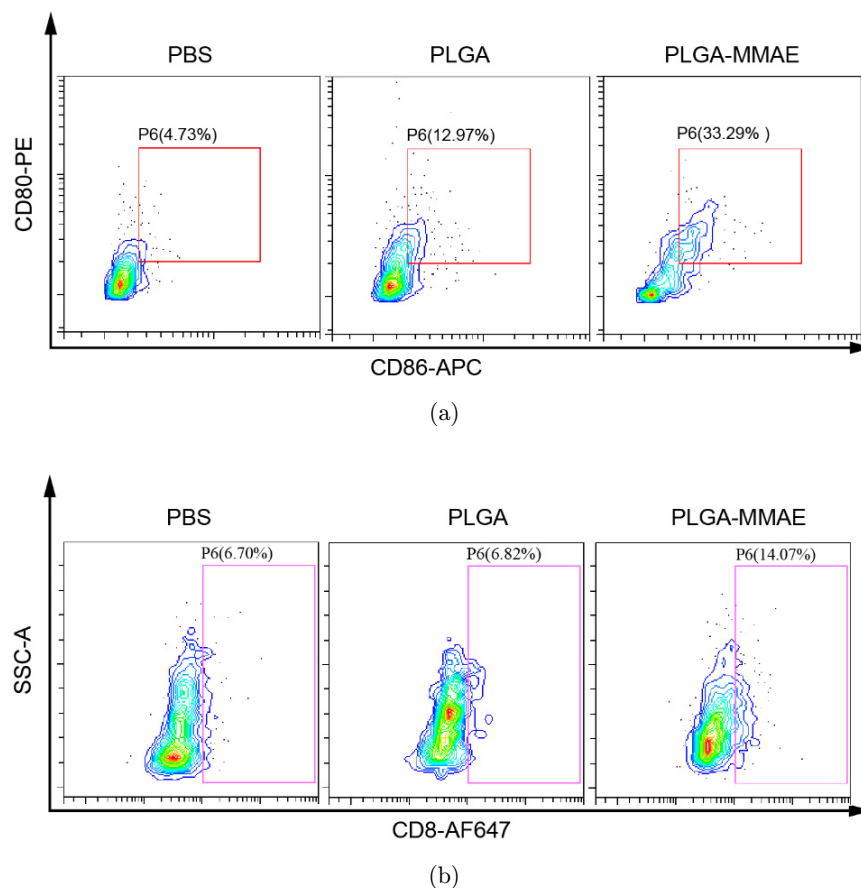 PBS
PLGA
PLGA-MMAE
P6(4.73%)
P6(12.97%)
P6(33.29% )
CD80-PE
CD86-APC
(a)
PBS
PLGA
PLGA-MMAE
P6(6.70%)
P6(6.82%)
P6(14.07%)
SSC-A
CD8-AF647
(b)